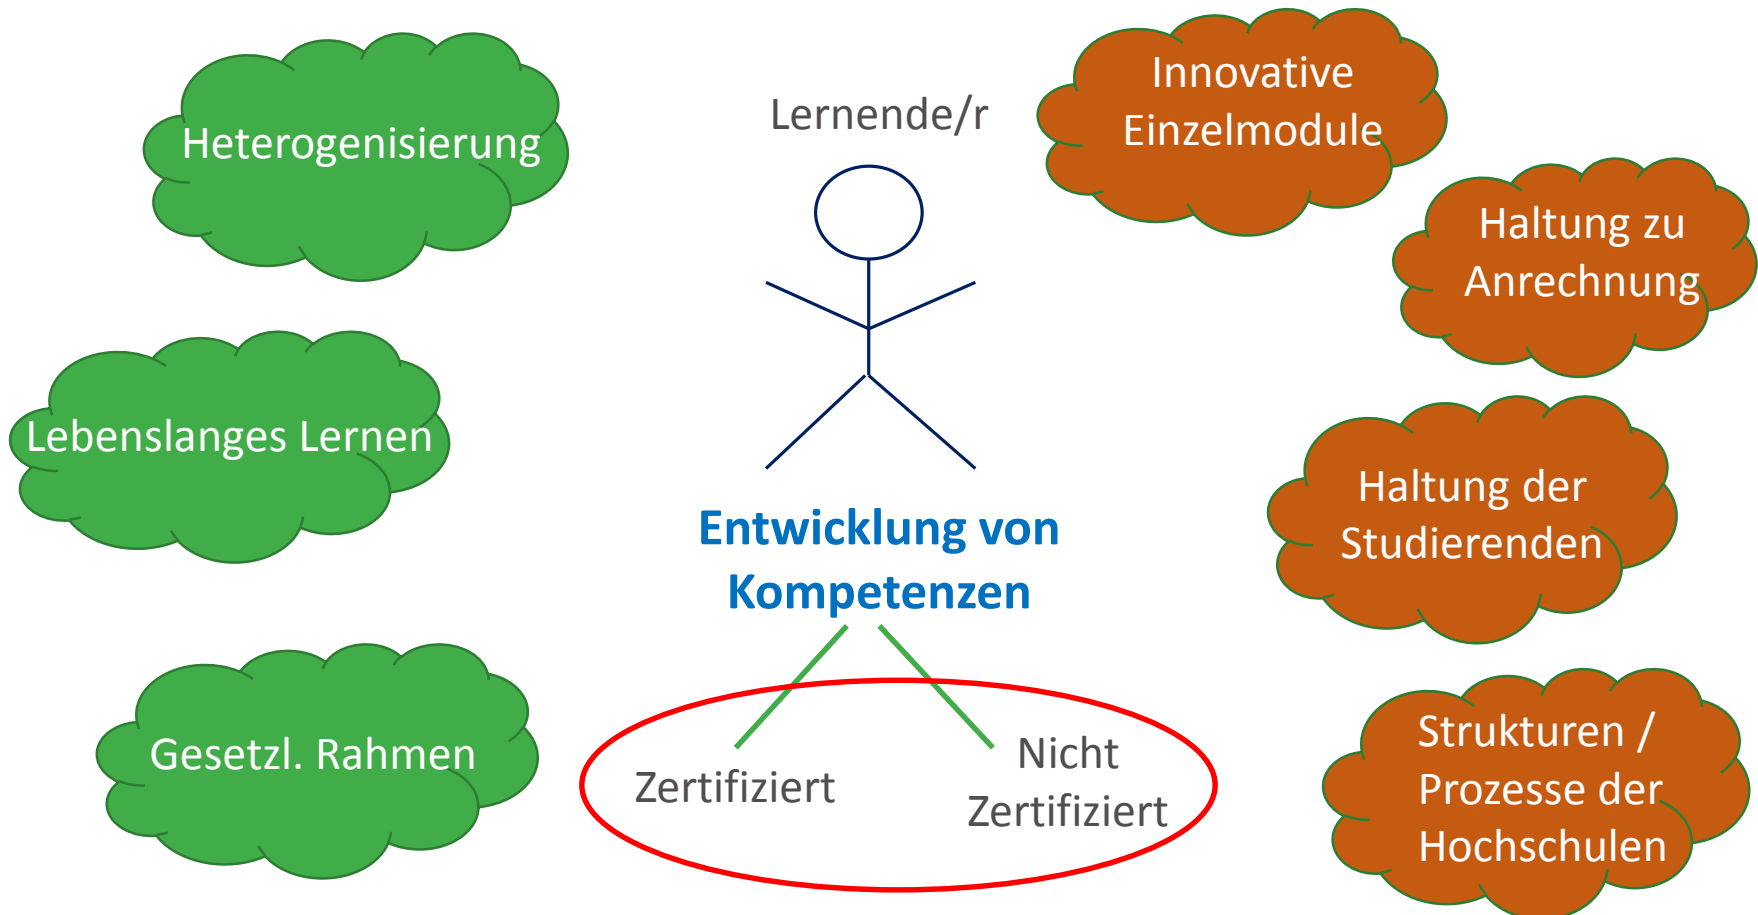 Heterogenisierung
Lebenslanges Lernen
Gesetzl. Rahmen
Lernende/r
Entwicklung von
Kompetenzen
Zertifiziert
Nicht
Zertifiziert
Innovative
Einzelmodule
Haltung zu
Anrechnung
Haltung der
Studierenden
Strukturen /
Prozesse der
Hochschulen